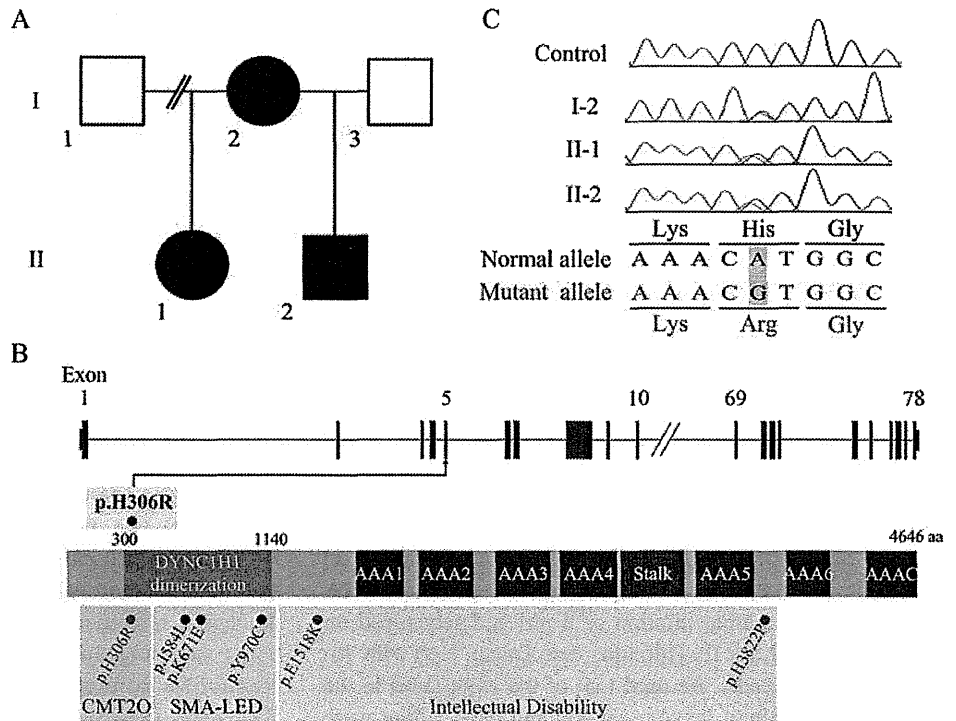 A
I
1
2
3
II
1
2
C
Control
I-2
II-1
II-2
Lys His Gly
Normal allele A A A C A T G G C
Mutant allele A A A C G T G G C
Lys Arg Gly
B
Exon
1 5 10 69 78
p.H306R
300 1140 4646 aa
DYNC1H1
dimerization
AAA1 AAA2 AAA3 AAA4 Stalk AAA5 AAA6 AAAC
p.H306R p.I584L p.K671E p.Y970C p.E1518K p.H3822P
CMT2O SMA-LED Intellectual Disability